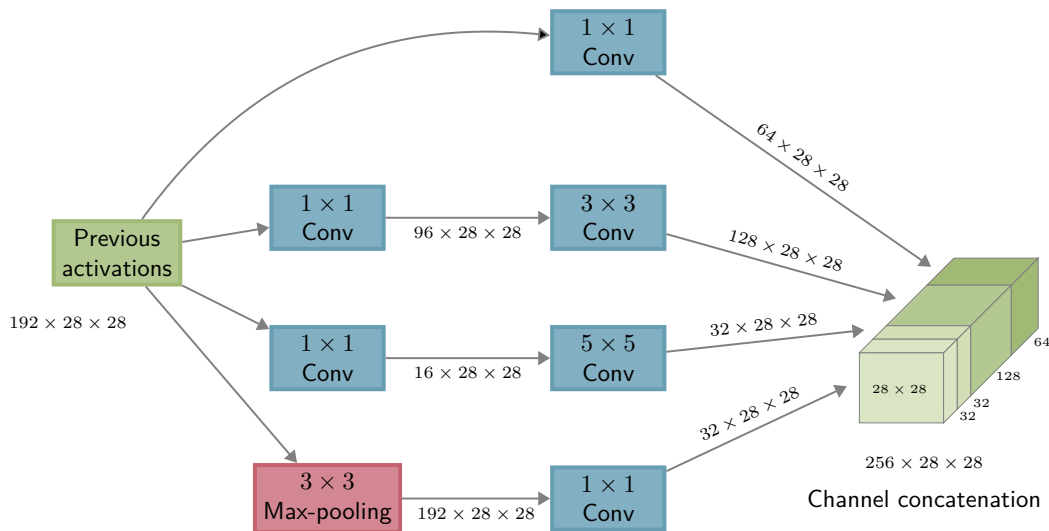 1 × 1
Conv
64 × 28 × 28
1 × 1
Conv
96 × 28 × 28
3 × 3
Conv
128 × 28 × 28
Previous
activations
192 × 28 × 28
1 × 1
Conv
16 × 28 × 28
5 × 5
Conv
32 × 28 × 28
3 × 3
Max-pooling
192 × 28 × 28
1 × 1
Conv
32 × 28 × 28
28 × 28
32
32
128
64
256 × 28 × 28
Channel concatenation